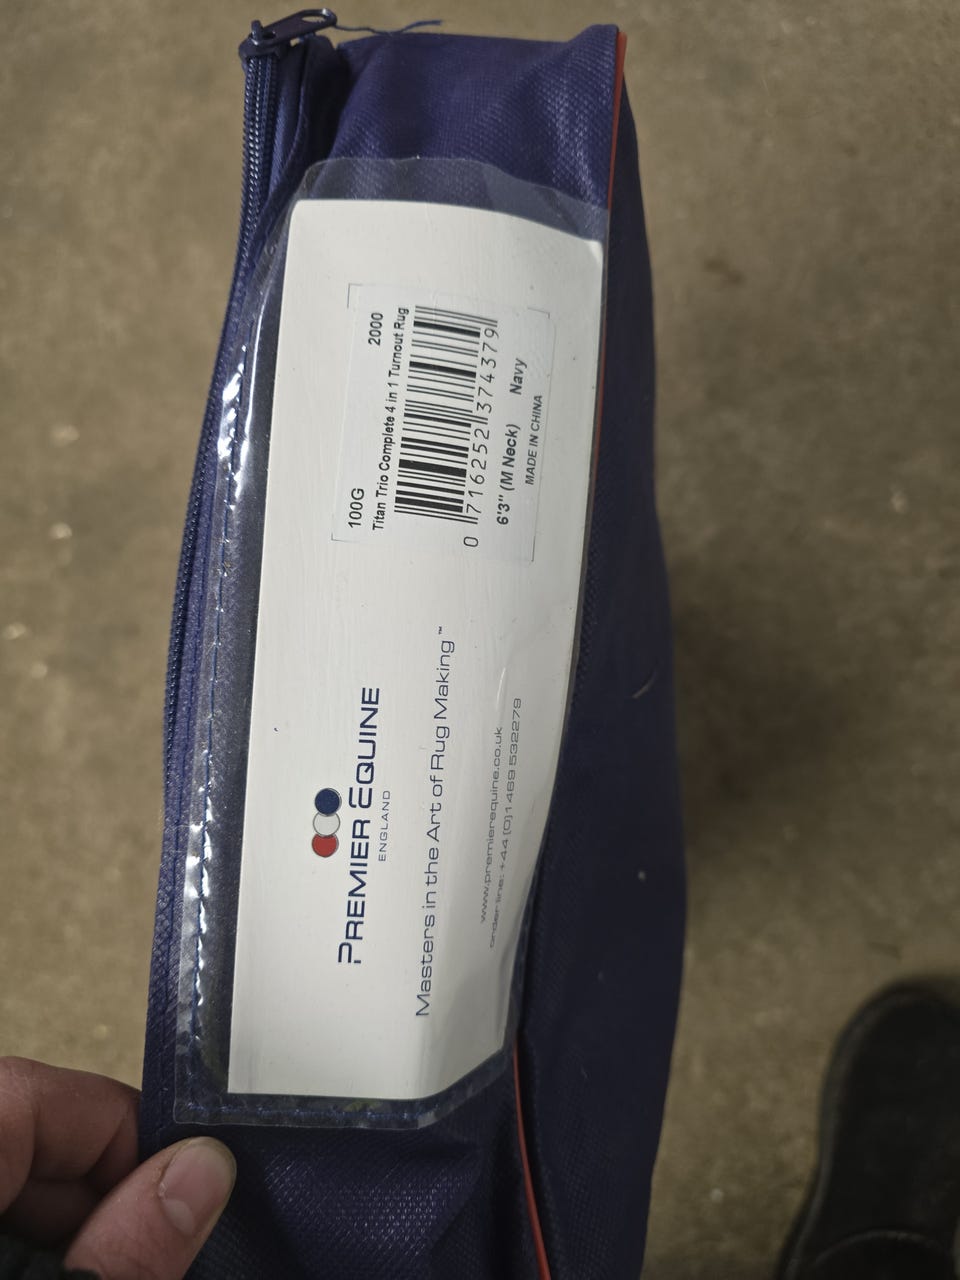 PREMIER EQUINE
ENGLAND
Masters in the Art of Rug Making™
www.premierequine.co.uk
order line: +44 [0]1469 532279
100G 2000
Titan Trio Complete 4 in 1 Turnout Rug
0 716252 374379
6'3" (M Neck) Navy
MADE IN CHINA